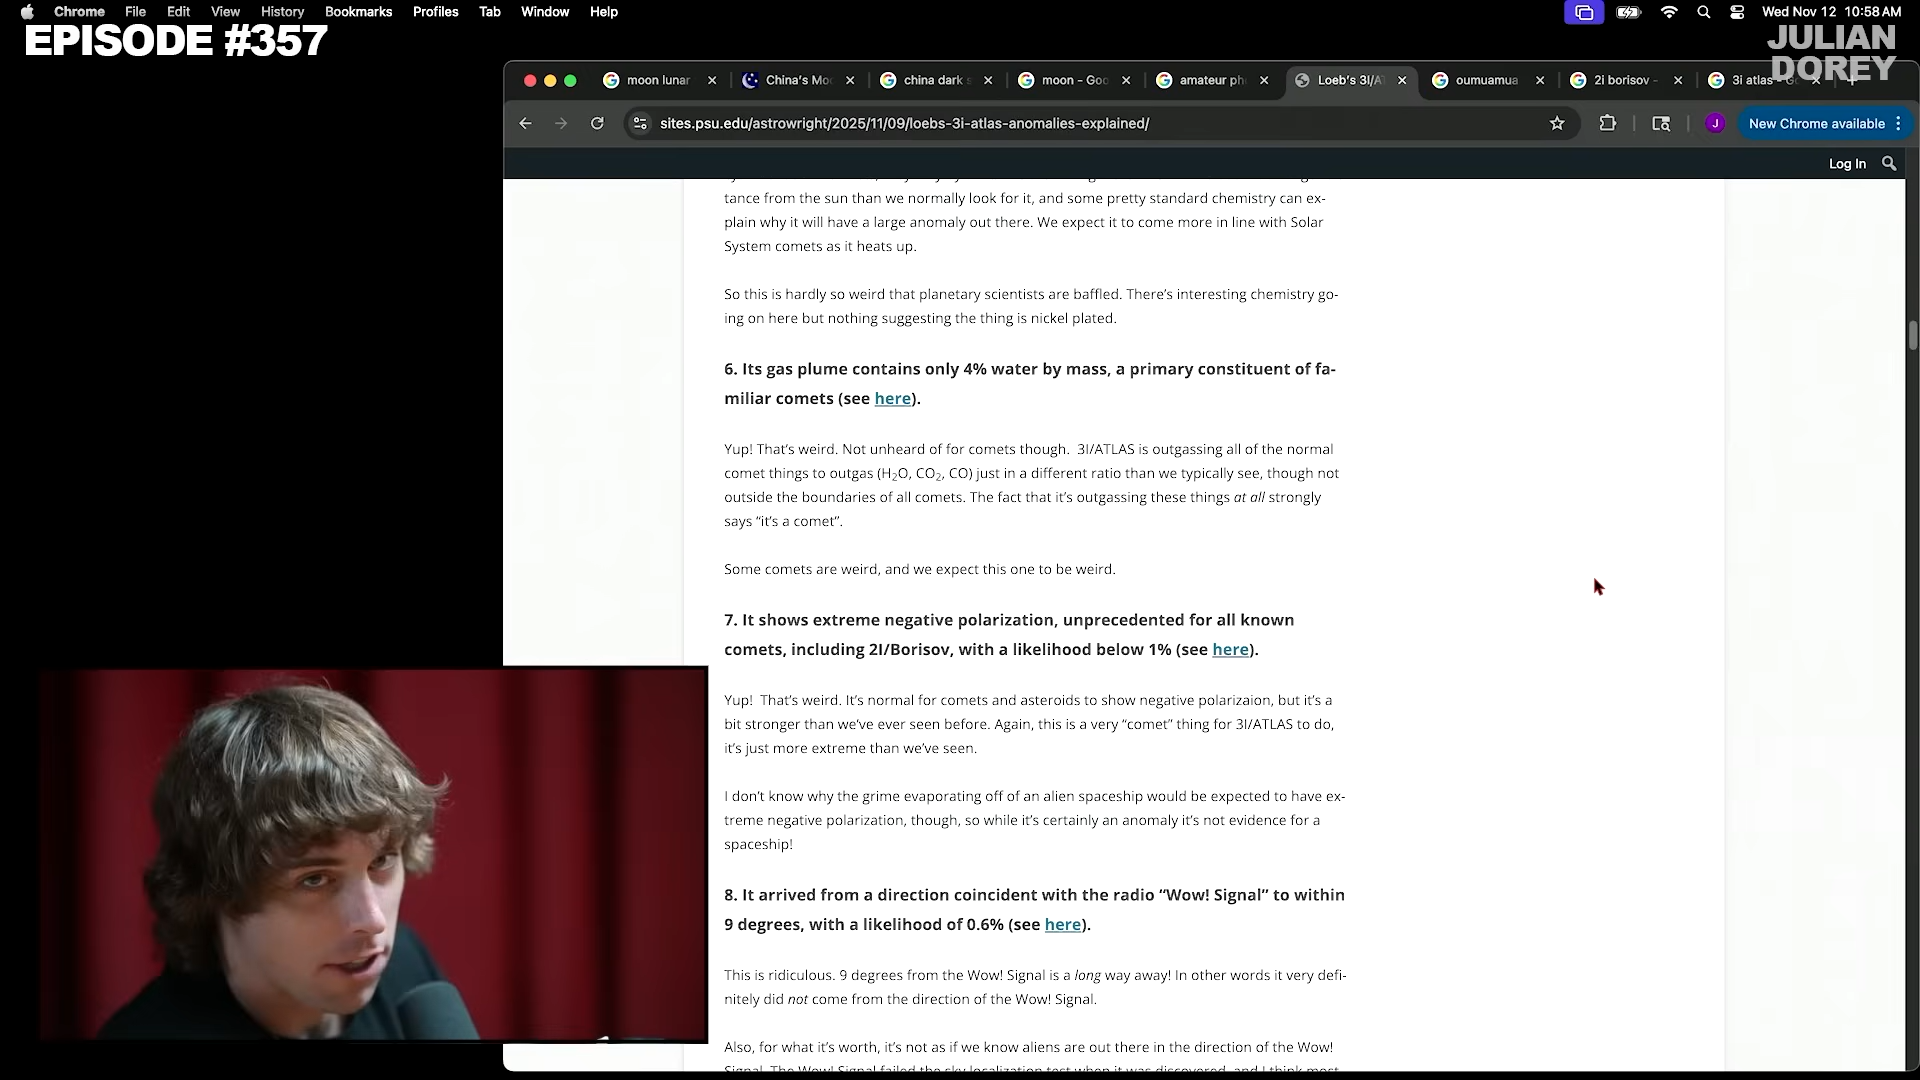 Chrome File Edit View History Bookmarks Profiles Tab Window Help Wed Nov 12 10:58 AM
EPISODE #357
JULIAN
DOREY
moon lunar China's Mo china dark moon - Goo amateur ph Loeb's 3I/A oumuamua 2i borisov - 3i atlas - G
sites.psu.edu/astrowright/2025/11/09/loebs-3i-atlas-anomalies-explained/ J New Chrome available
Log In
tance from the sun than we normally look for it, and some pretty standard chemistry can ex-
plain why it will have a large anomaly out there. We expect it to come more in line with Solar
System comets as it heats up.
So this is hardly so weird that planetary scientists are baffled. There's interesting chemistry go-
ing on here but nothing suggesting the thing is nickel plated.
6. Its gas plume contains only 4% water by mass, a primary constituent of fa-
miliar comets (see here).
Yup! That's weird. Not unheard of for comets though. 3I/ATLAS is outgassing all of the normal
comet things to outgas (H₂O, CO₂, CO) just in a different ratio than we typically see, though not
outside the boundaries of all comets. The fact that it's outgassing these things at all strongly
says "it's a comet".
Some comets are weird, and we expect this one to be weird.
7. It shows extreme negative polarization, unprecedented for all known
comets, including 2I/Borisov, with a likelihood below 1% (see here).
Yup! That's weird. It's normal for comets and asteroids to show negative polarizaion, but it's a
bit stronger than we've ever seen before. Again, this is a very "comet" thing for 3I/ATLAS to do,
it's just more extreme than we've seen.
I don't know why the grime evaporating off of an alien spaceship would be expected to have ex-
treme negative polarization, though, so while it's certainly an anomaly it's not evidence for a
spaceship!
8. It arrived from a direction coincident with the radio "Wow! Signal" to within
9 degrees, with a likelihood of 0.6% (see here).
This is ridiculous. 9 degrees from the Wow! Signal is a long way away! In other words it very defi-
nitely did not come from the direction of the Wow! Signal.
Also, for what it's worth, it's not as if we know aliens are out there in the direction of the Wow!
Signal. The Wow! Signal failed the sky localization test when it was discovered, and I think most